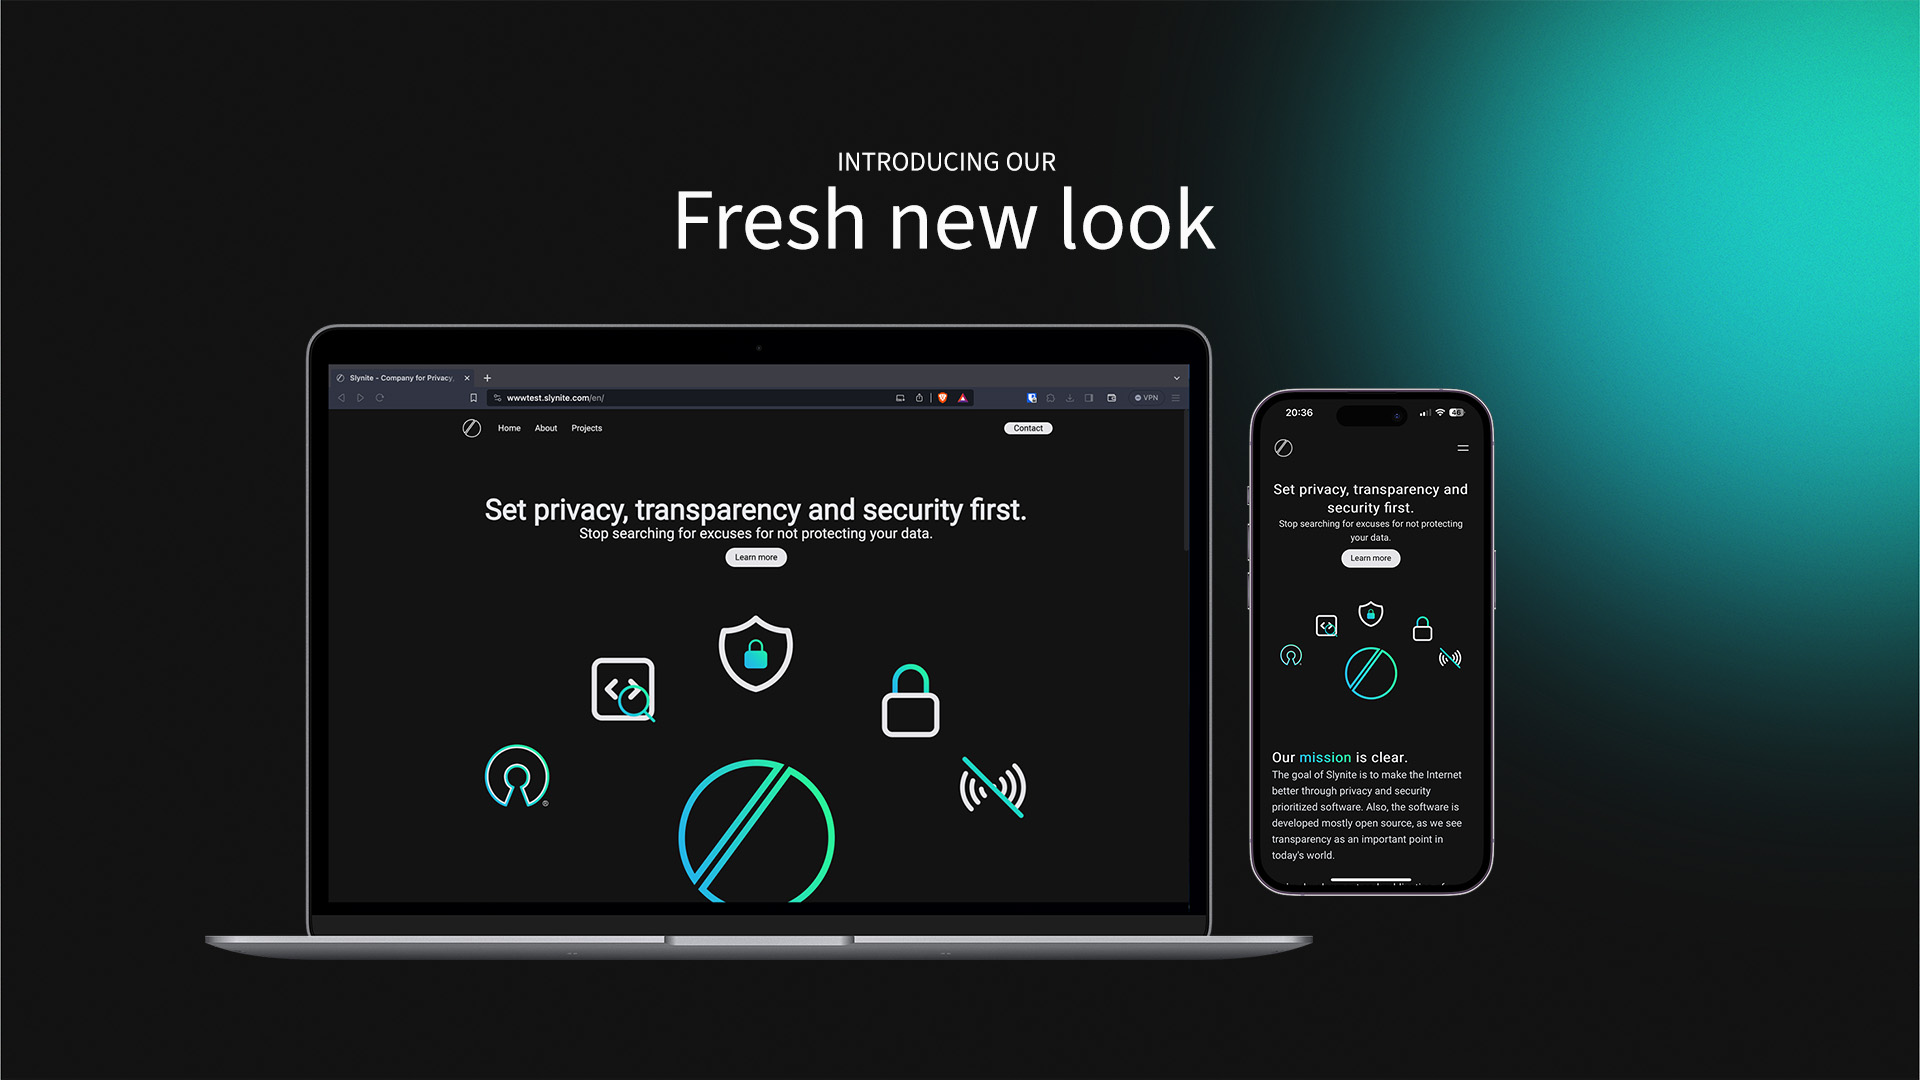 INTRODUCING OUR
Fresh new look
Slynite - Company for Privacy,
wwwtest.slynite.com/en/
VPN
Home About Projects Contact
Set privacy, transparency and security first.
Stop searching for excuses for not protecting your data.
Learn more
®
20:36
46
Set privacy, transparency and
security first.
Stop searching for excuses for not protecting
your data.
Learn more
Our mission is clear.
The goal of Slynite is to make the Internet
better through privacy and security
prioritized software. Also, the software is
developed mostly open source, as we see
transparency as an important point in
today's world.